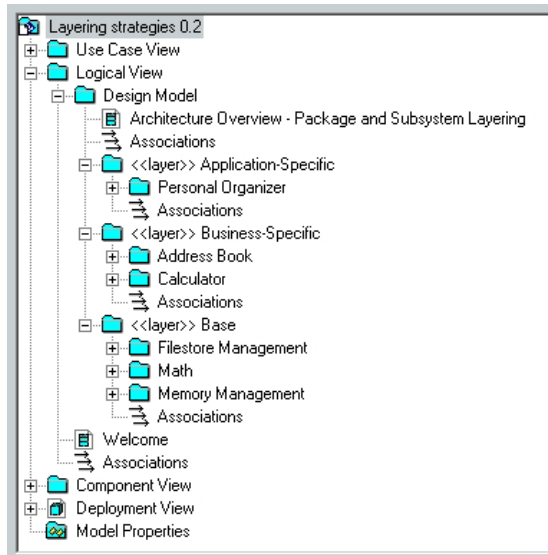 Layering strategies 0.2
Use Case View
Logical View
Design Model
Architecture Overview - Package and Subsystem Layering
Associations
<<layer>> Application-Specific
Personal Organizer
Associations
<<layer>> Business-Specific
Address Book
Calculator
Associations
<<layer>> Base
Filestore Management
Math
Memory Management
Associations
Welcome
Associations
Component View
Deployment View
Model Properties